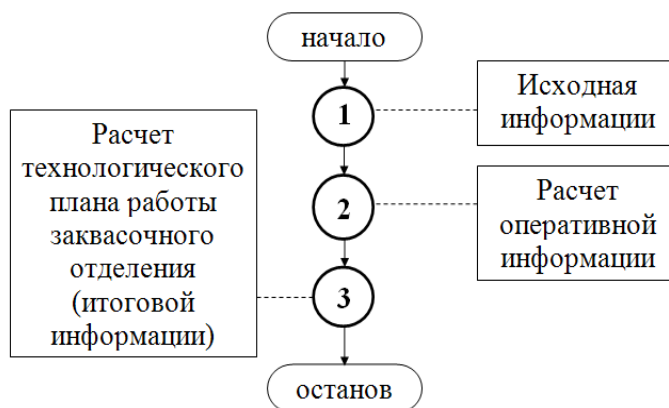 начало
1
Исходная
информации
Расчет
технологического
плана работы
заквасочного
отделения
(итоговой
информации)
2
Расчет
оперативной
информации
3
останов